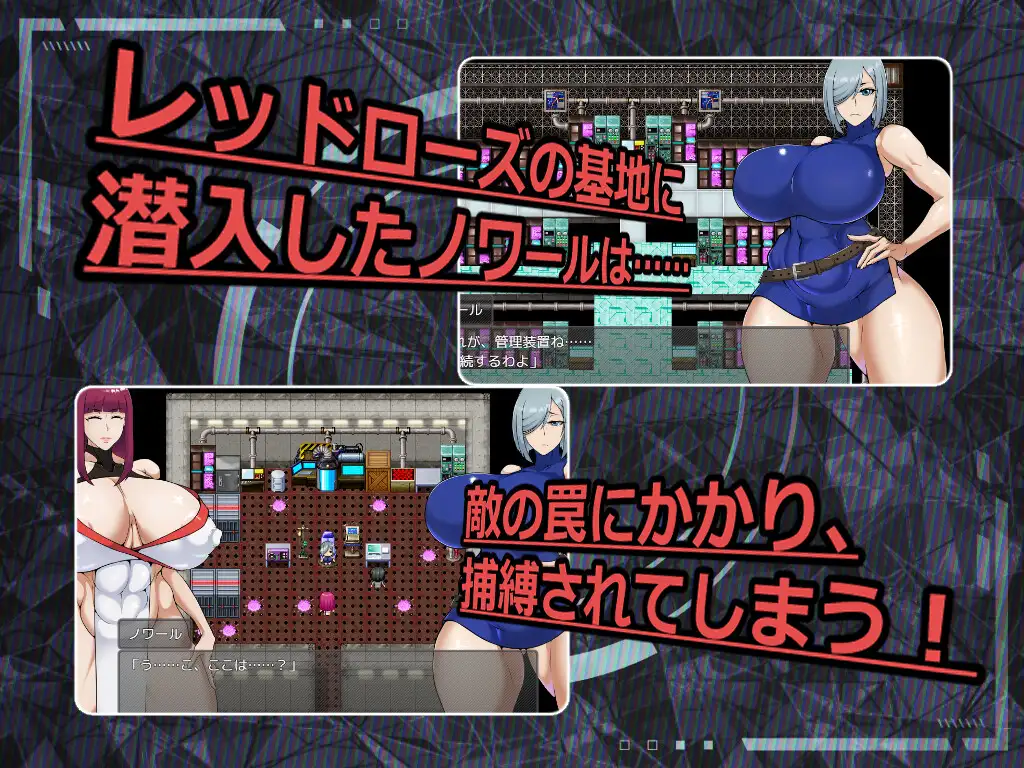 レッドローズの基地に
潜入したノワールは……
ール
れが、管理装置ね……
続するわよ」
敵の罠にかかり、
捕縛されてしまう！
ノワール
「う……こ、ここは……？」